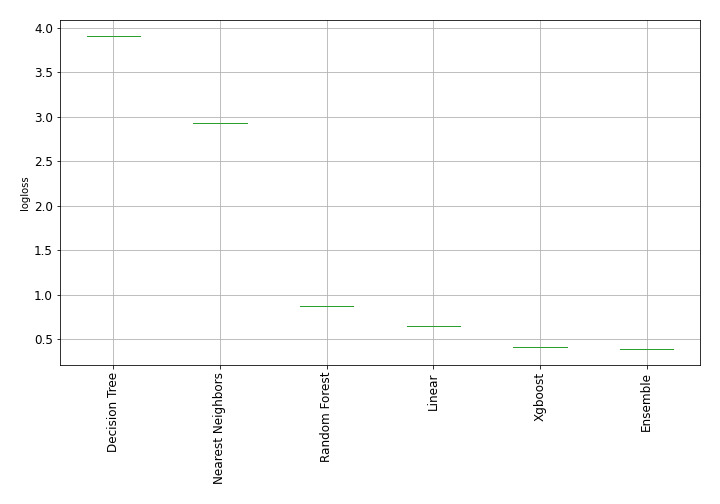 4.0
3.5
3.0
2.5
2.0
1.5
1.0
0.5
logloss
Decision Tree
Nearest Neighbors
Random Forest
Linear
Xgboost
Ensemble